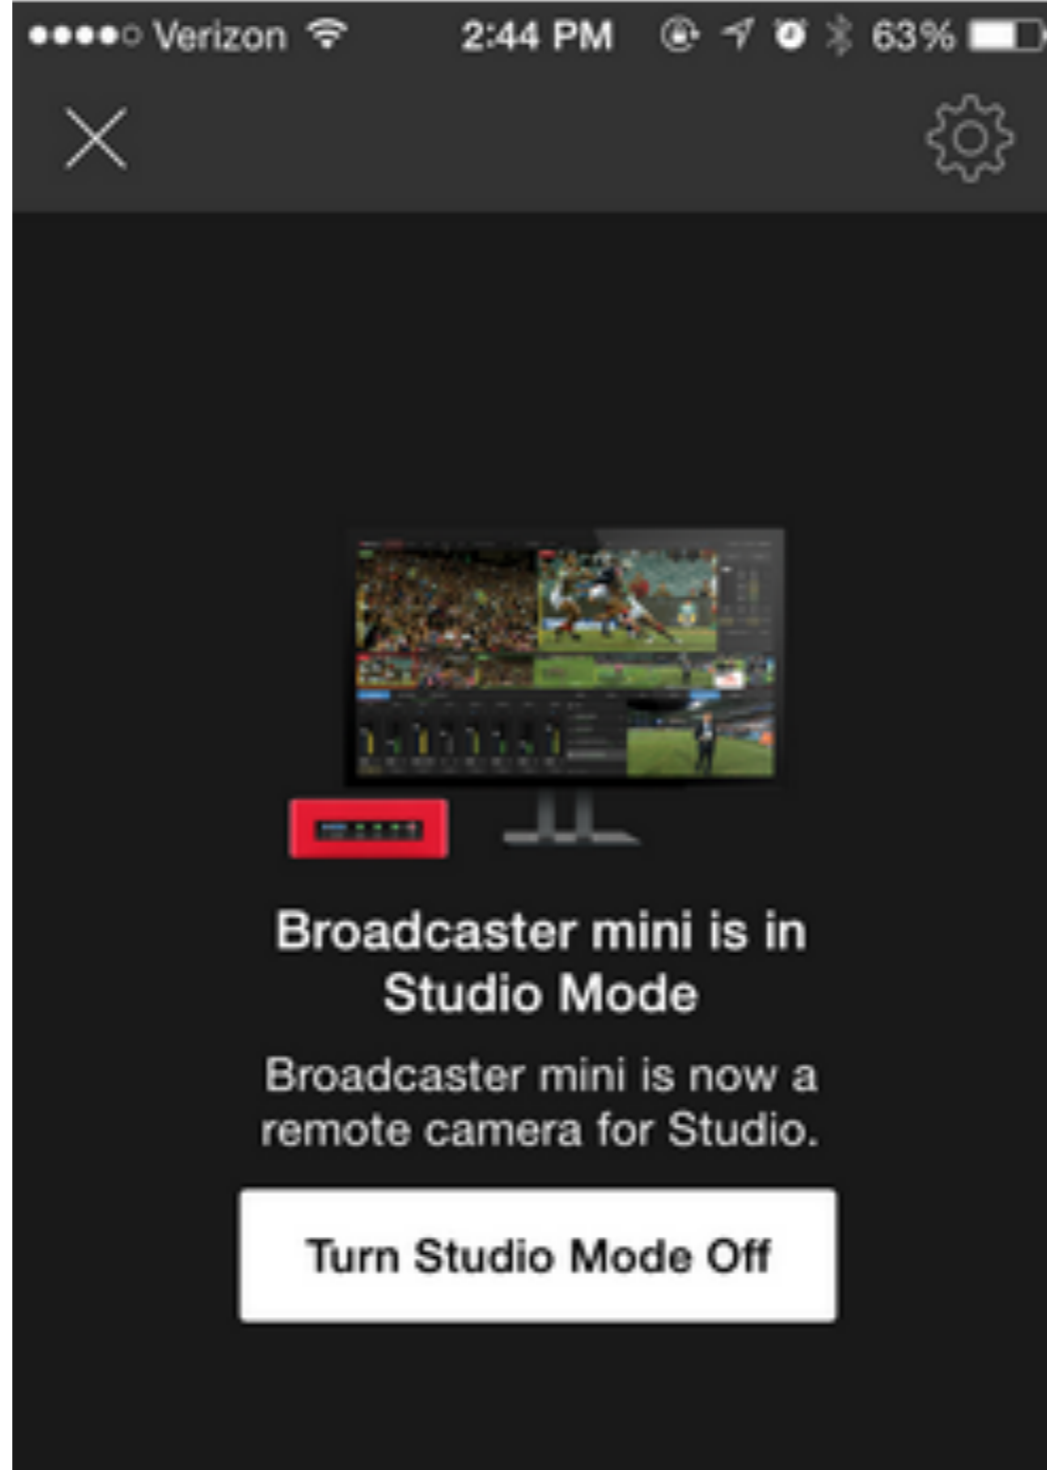 Verizon 2:44 PM 63%
Broadcaster mini is in
Studio Mode
Broadcaster mini is now a
remote camera for Studio.
Turn Studio Mode Off